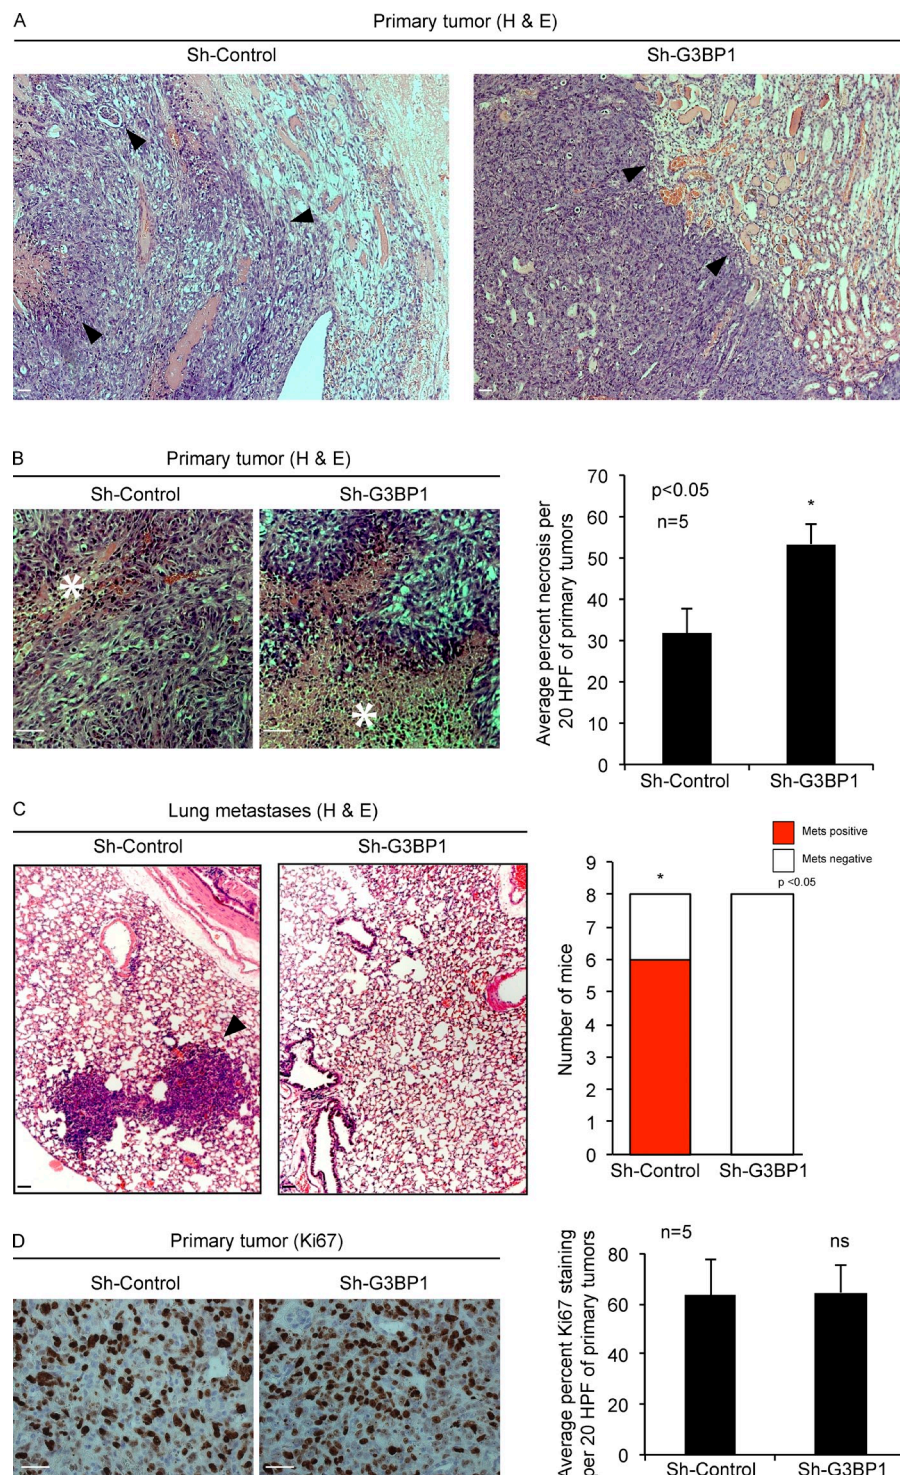 A
Primary tumor (H & E)
Sh-Control
Sh-G3BP1
B
Primary tumor (H & E)
Sh-Control
Sh-G3BP1
*
*
Average percent necrosis per
20 HPF of primary tumors
70
60
50
40
30
20
10
0
p<0.05
n=5
*
Sh-Control
Sh-G3BP1
C
Lung metastases (H & E)
Sh-Control
Sh-G3BP1
Mets positive
Mets negative
p <0.05
Number of mice
9
8
7
6
5
4
3
2
1
0
*
Sh-Control
Sh-G3BP1
D
Primary tumor (Ki67)
Sh-Control
Sh-G3BP1
Average percent Ki67 staining
per 20 HPF of primary tumors
80
60
40
20
0
n=5
ns
Sh-Control
Sh-G3BP1